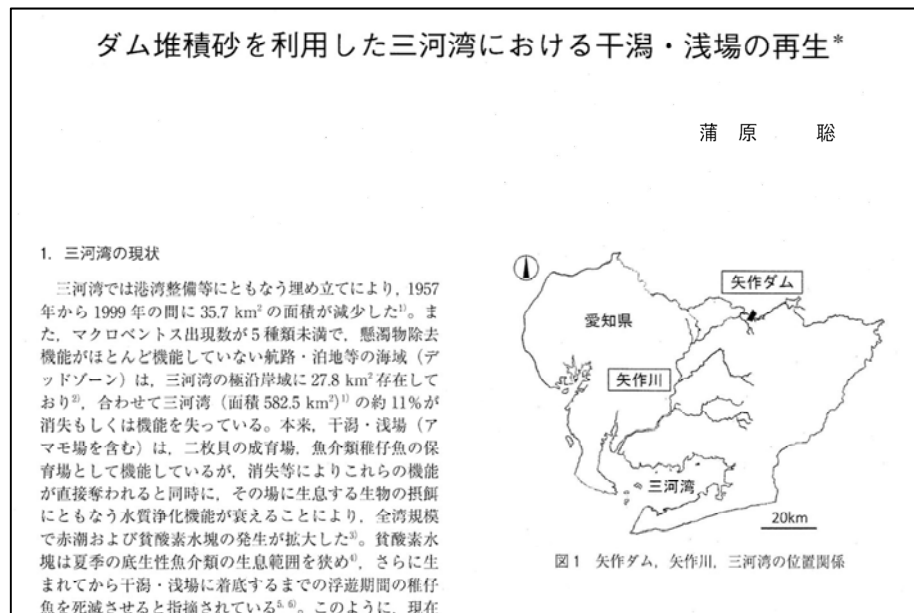 ダム堆積砂を利用した三河湾における干潟・浅場の再生*
蒲原 聡
1. 三河湾の現状
三河湾では港湾整備等にともなう埋め立てにより，1957
年から 1999 年の間に 35.7 km² の面積が減少した¹⁾。ま
た，マクロベントス出現数が 5 種類未満で，懸濁物除去
機能がほとんど機能していない航路・泊地等の海域（デ
ッドゾーン）は，三河湾の極沿岸域に 27.8 km² 存在して
おり²⁾，合わせて三河湾（面積 582.5 km²）¹⁾ の約 11%が
消失もしくは機能を失っている。本来，干潟・浅場（ア
マモ場を含む）は，二枚貝の成育場，魚介類稚仔魚の保
育場として機能しているが，消失等によりこれらの機能
が直接奪われると同時に，その場に生息する生物の摂餌
にともなう水質浄化機能が衰えることにより，全湾規模
で赤潮および貧酸素水塊の発生が拡大した³⁾。貧酸素水
塊は夏季の底生性魚介類の生息範囲を狭め⁴⁾，さらに生
まれてから干潟・浅場に着底するまでの浮遊期間の稚仔
魚を死滅させると指摘されている⁵˒ ⁶⁾。このように，現在
矢作ダム
愛知県
矢作川
三河湾
20km
図 1 矢作ダム，矢作川，三河湾の位置関係